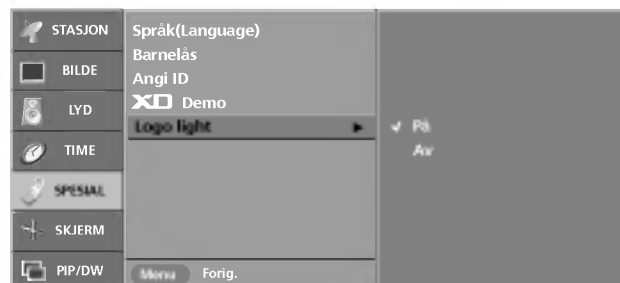 STASJON
BILDE
LYD
TIME
SPESIAL
SKJERM
PIP/DW
Språk(Language)
Barnelås
Angi ID
XD Demo
Logo light
På
Av
Menu Forig.